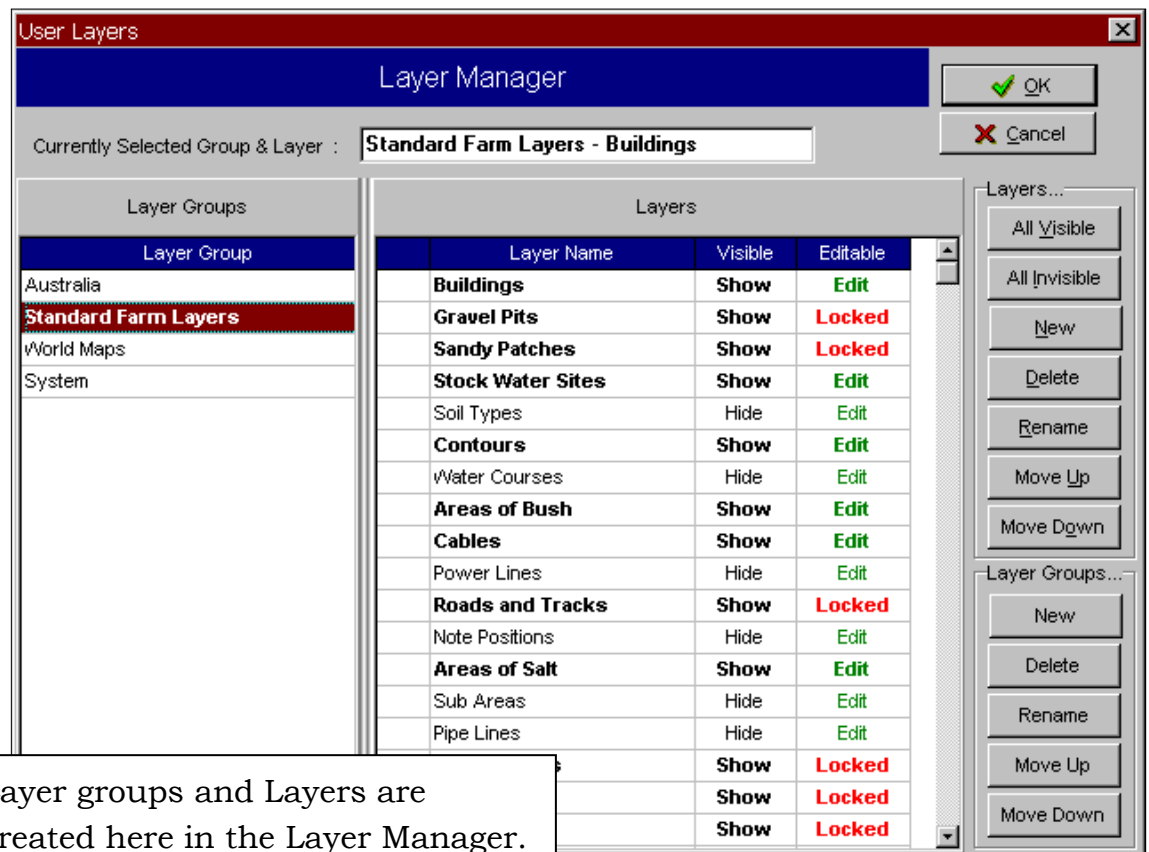 User Layers
Layer Manager
OK
Cancel
Currently Selected Group & Layer :
Standard Farm Layers - Buildings
Layer Groups
Layers
Layer Group
Layer Name Visible Editable
Australia
Standard Farm Layers
World Maps
System
Buildings Show Edit
Gravel Pits Show Locked
Sandy Patches Show Locked
Stock Water Sites Show Edit
Soil Types Hide Edit
Contours Show Edit
Water Courses Hide Edit
Areas of Bush Show Edit
Cables Show Edit
Power Lines Hide Edit
Roads and Tracks Show Locked
Note Positions Hide Edit
Areas of Salt Show Edit
Sub Areas Hide Edit
Pipe Lines Hide Edit
Show Locked
Show Locked
Show Locked
Layers...
All Visible
All Invisible
New
Delete
Rename
Move Up
Move Down
Layer Groups...
New
Delete
Rename
Move Up
Move Down
ayer groups and Layers are
reated here in the Layer Manager.